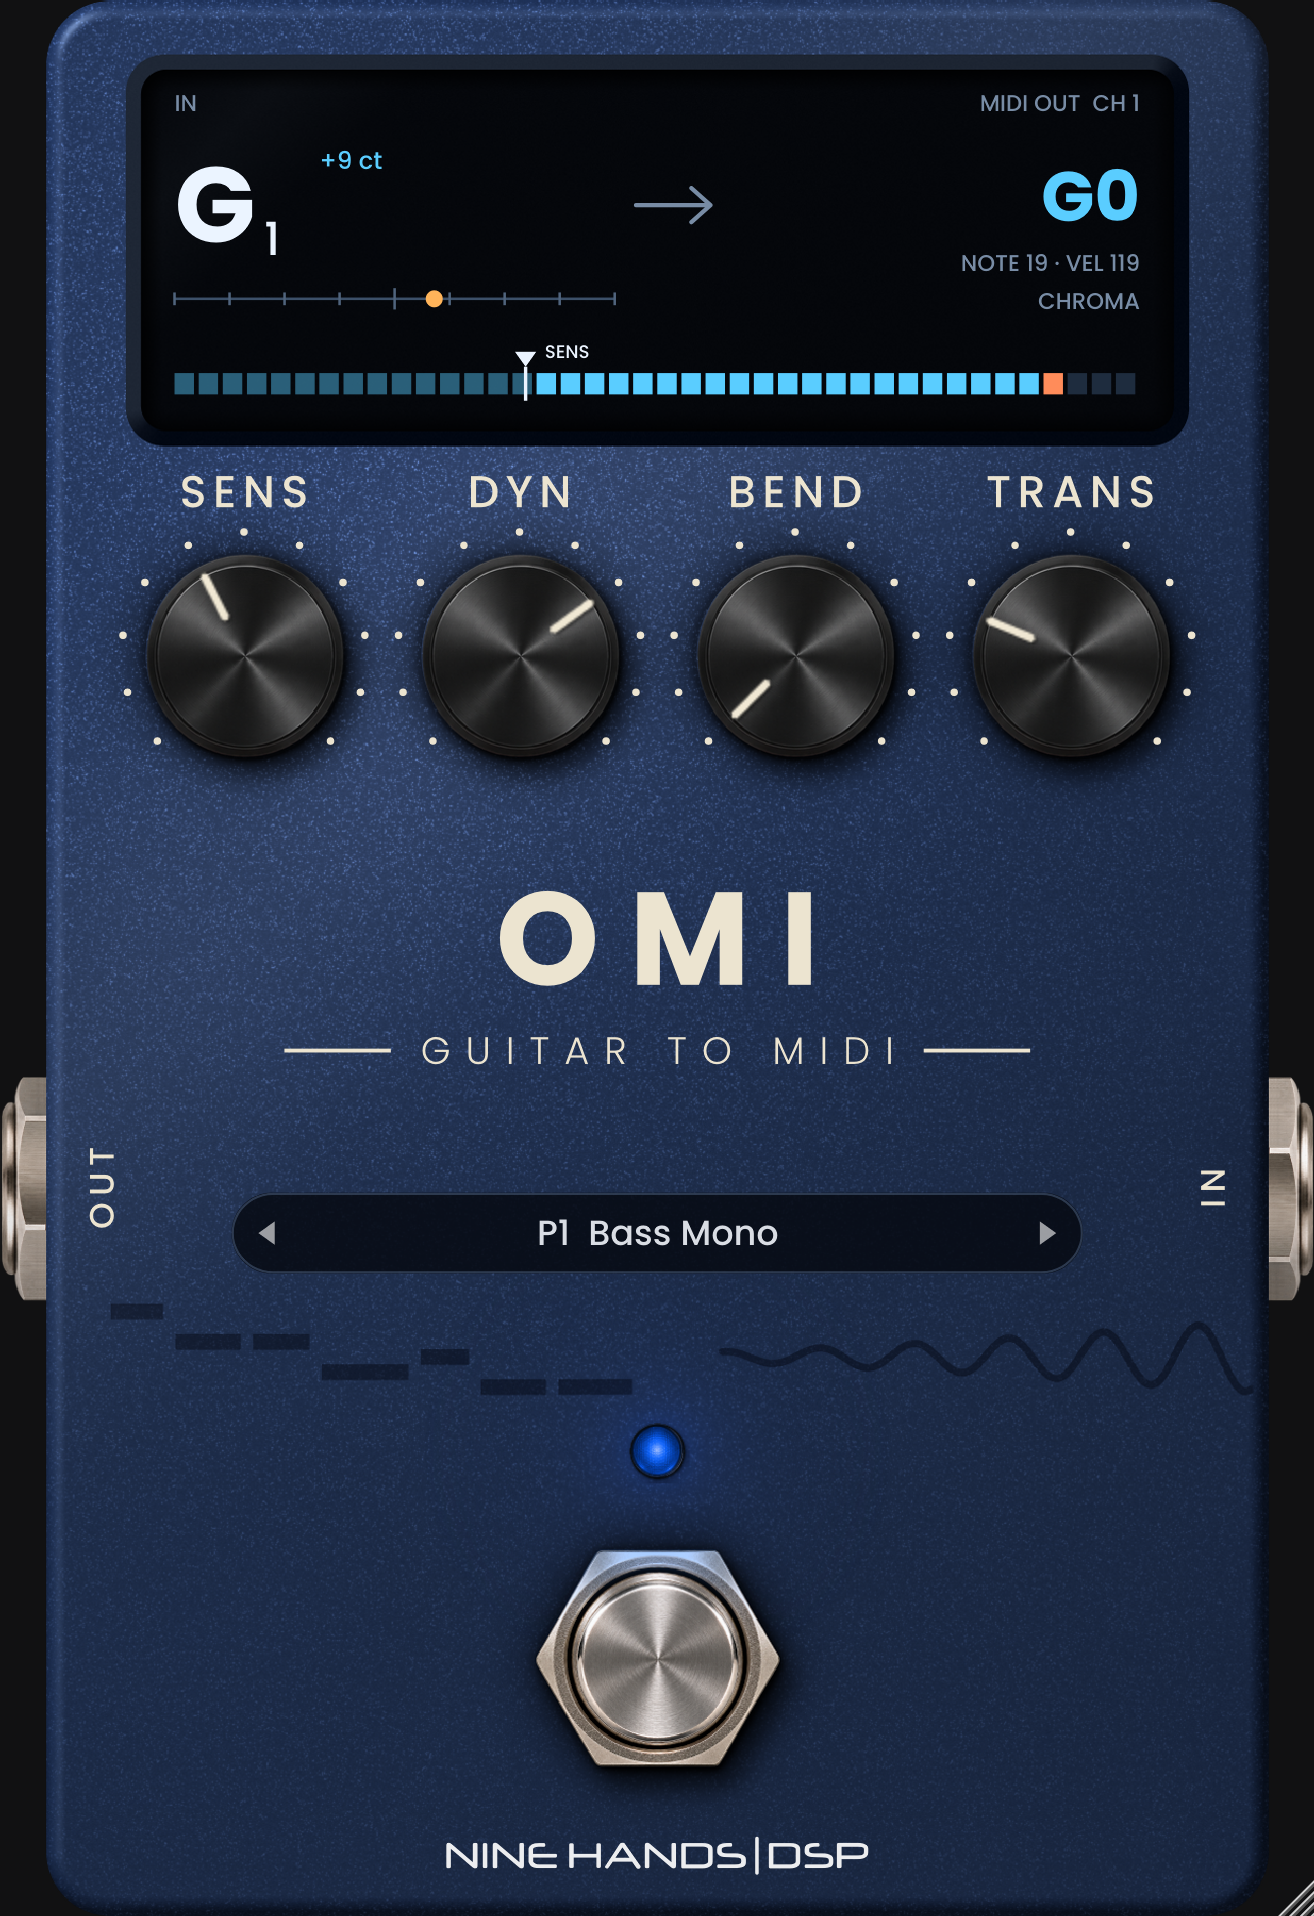 IN
MIDI OUT CH 1
G1
+9 ct
G0
NOTE 19 · VEL 119
CHROMA
SENS
SENS DYN BEND TRANS
OMI
GUITAR TO MIDI
OUT
IN
P1 Bass Mono
NINE HANDS|DSP